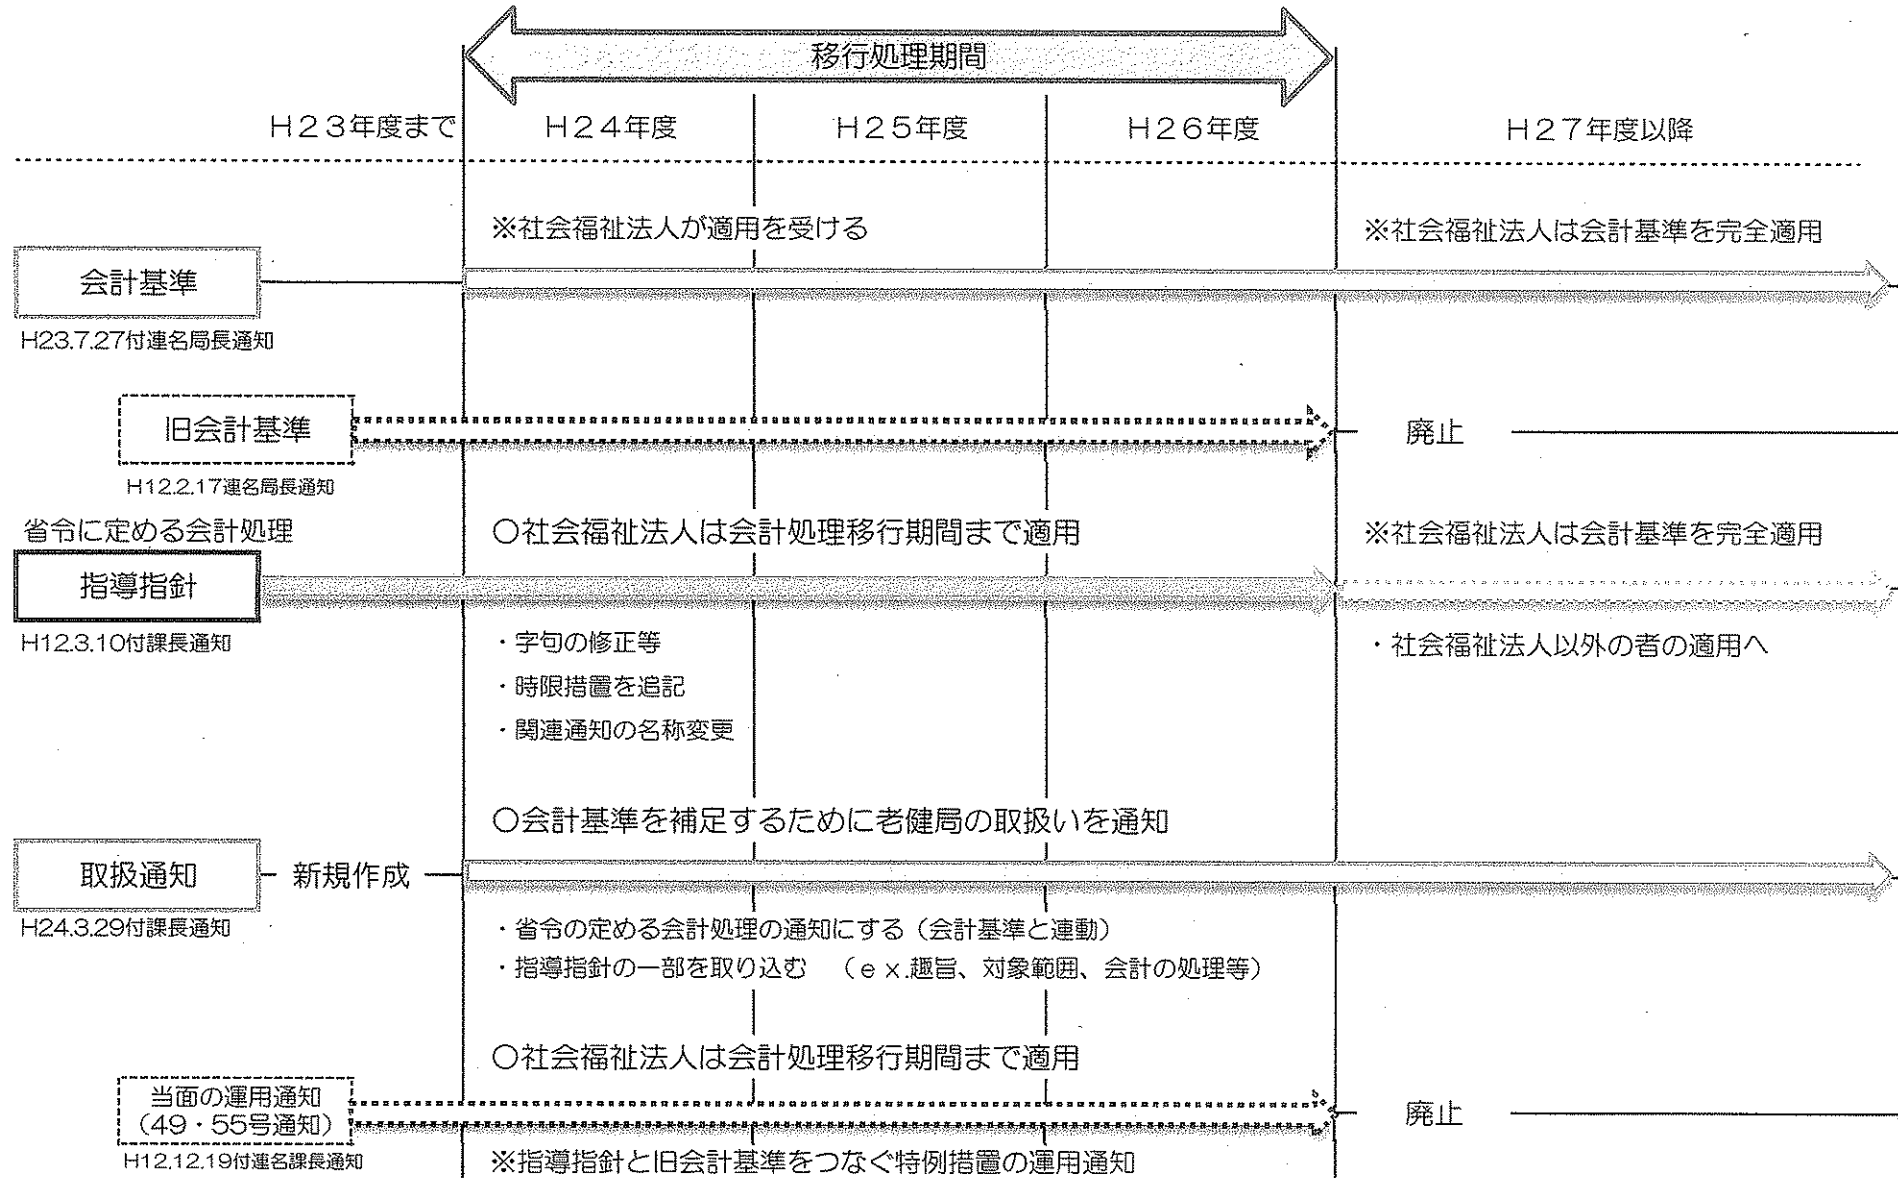 移行処理期間
H23年度まで
H24年度
H25年度
H26年度
H27年度以降
※社会福祉法人が適用を受ける
※社会福祉法人は会計基準を完全適用
会計基準
H23.7.27付連名局長通知
旧会計基準
廃止
H12.2.17連名局長通知
省令に定める会計処理
○社会福祉法人は会計処理移行期間まで適用
※社会福祉法人は会計基準を完全適用
指導指針
H12.3.10付課長通知
・字句の修正等
・社会福祉法人以外の者の適用へ
・時限措置を追記
・関連通知の名称変更
○会計基準を補足するために老健局の取扱いを通知
取扱通知
新規作成
H24.3.29付課長通知
・省令の定める会計処理の通知にする（会計基準と連動）
・指導指針の一部を取り込む　（ｅｘ.趣旨、対象範囲、会計の処理等）
○社会福祉法人は会計処理移行期間まで適用
当面の運用通知
（49・55号通知）
廃止
H12.12.19付連名課長通知
※指導指針と旧会計基準をつなぐ特例措置の運用通知